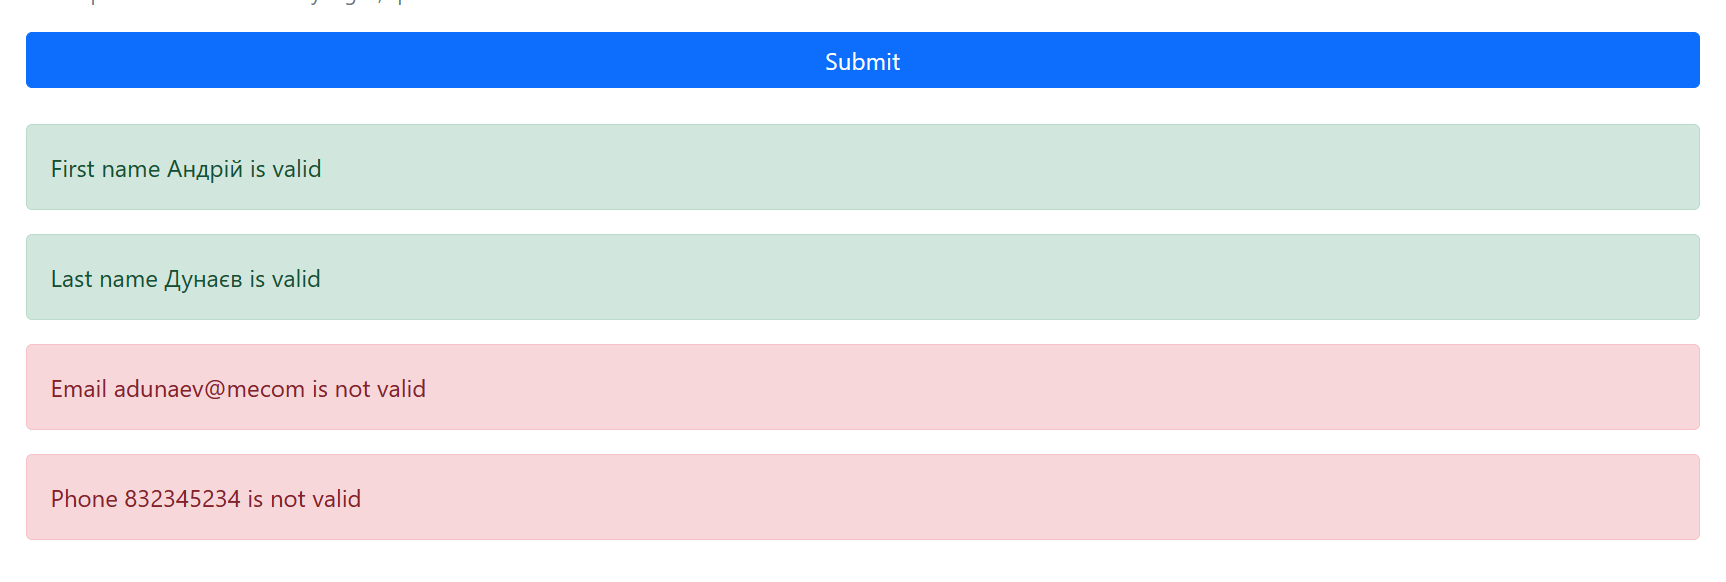 Submit
First name Андрій is valid
Last name Дунаєв is valid
Email adunaev@mecom is not valid
Phone 832345234 is not valid